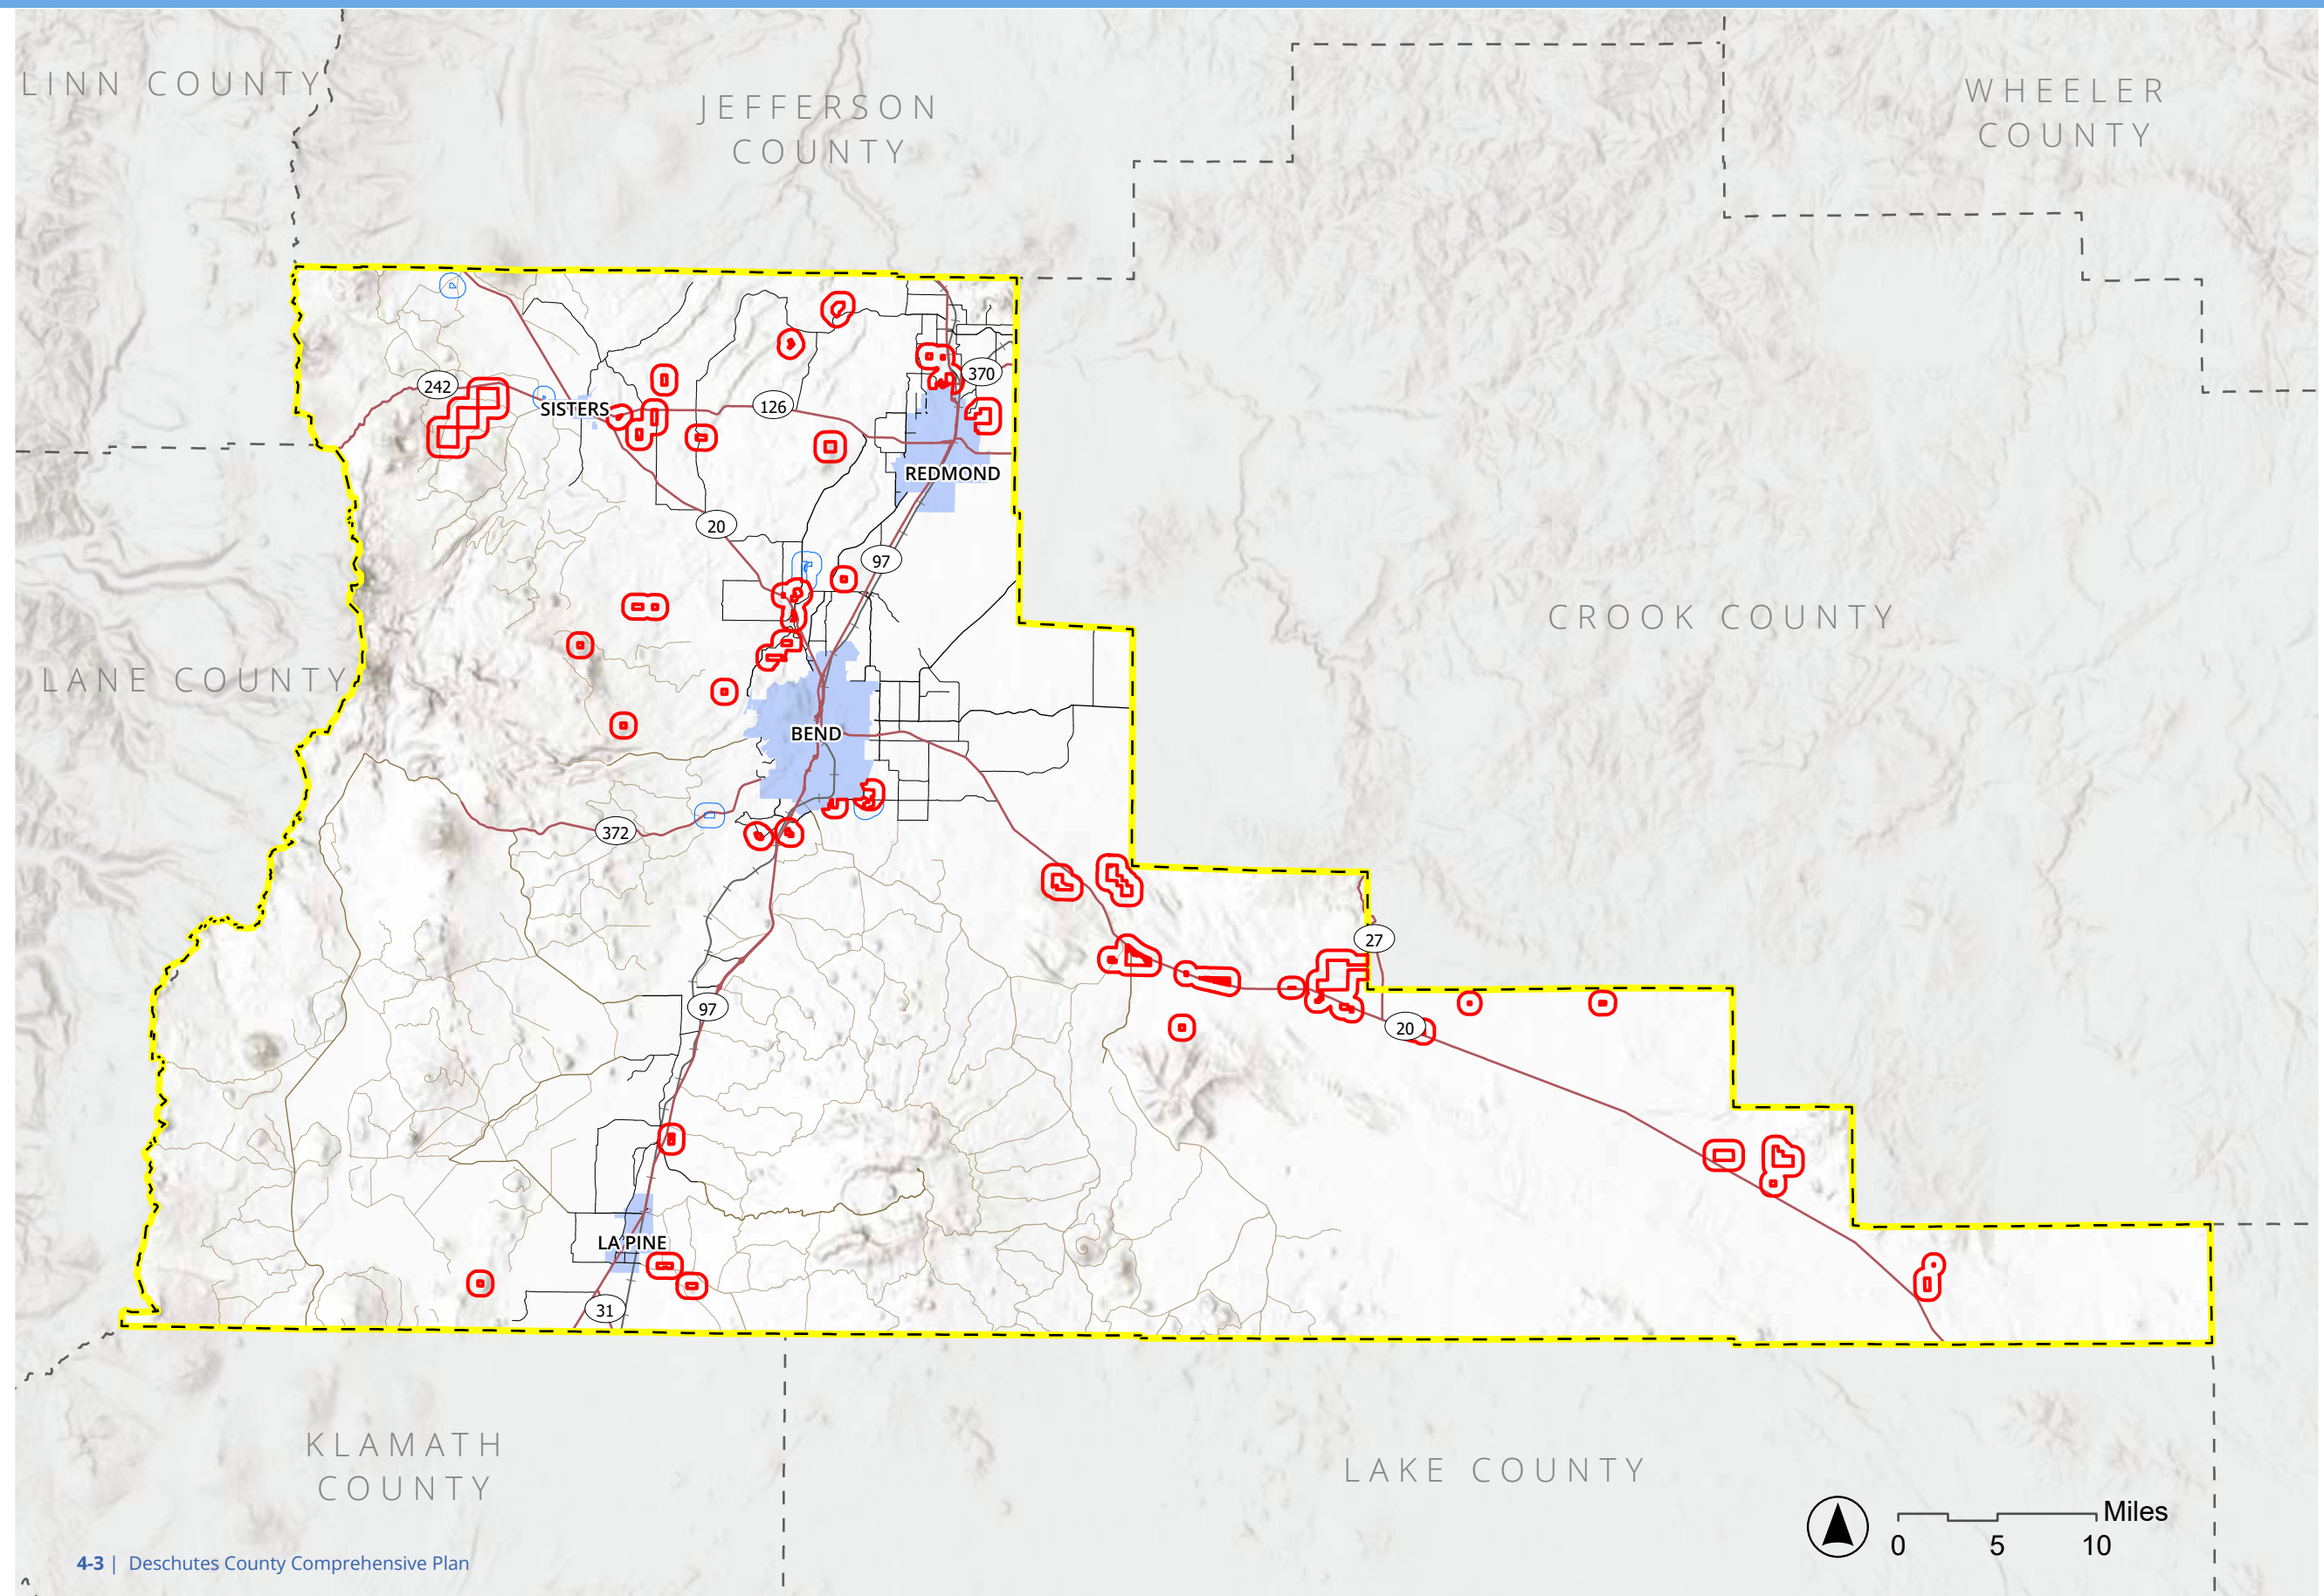 LINN COUNTY
JEFFERSON
COUNTY
WHEELER
COUNTY
242
SISTERS
126
370
REDMOND
20
97
CROOK COUNTY
LANE COUNTY
BEND
372
27
97
20
LA PINE
31
KLAMATH
COUNTY
LAKE COUNTY
Miles
0 5 10
4-3 | Deschutes County Comprehensive Plan